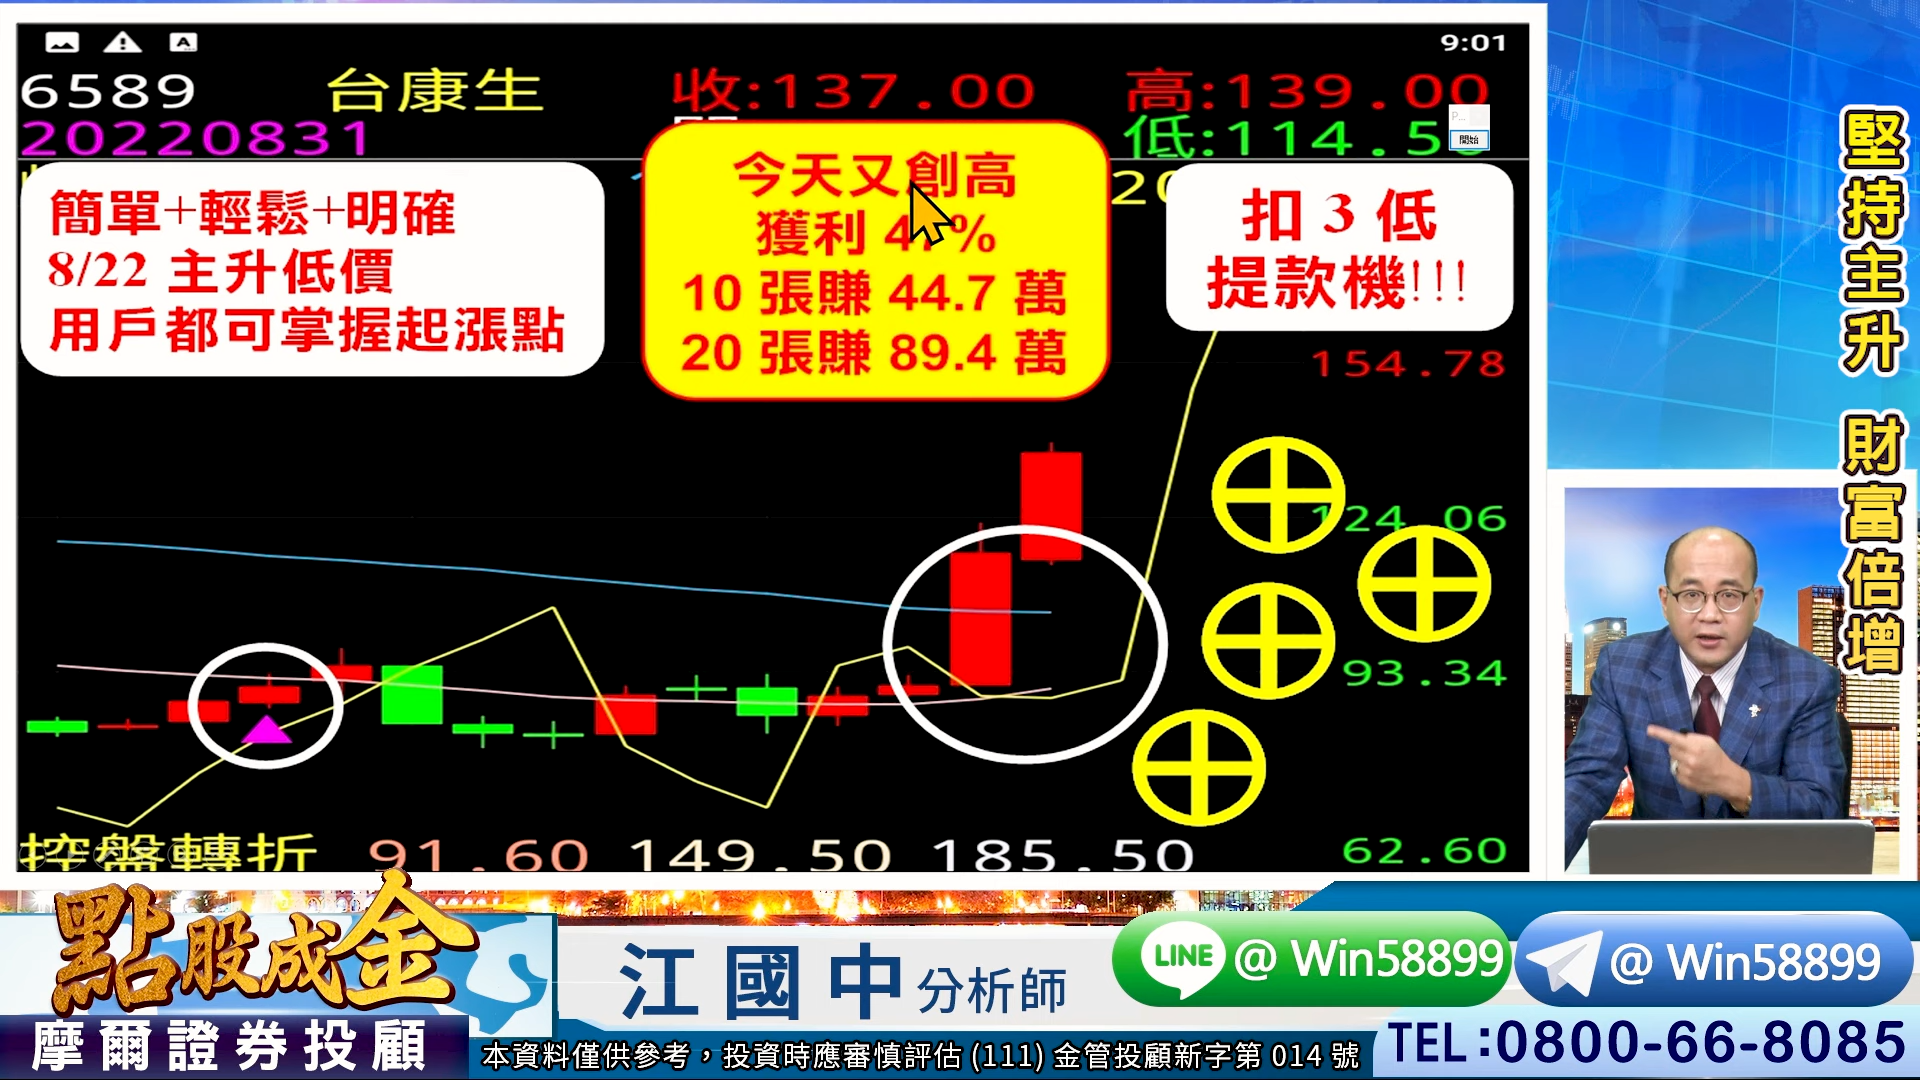 9:01
6589 台康生 收:137.00 高:139.00
20220831 低:114.5
開始
簡單+輕鬆+明確
8/22 主升低價
用戶都可掌握起漲點
今天又創高
獲利 %
10 張賺 44.7 萬
20 張賺 89.4 萬
扣 3 低
提款機!!!
154.78
124.06
93.34
62.60
控盤轉折 91.60 149.50 185.50
堅持主升 財富倍增
點股成金
摩爾證券投顧
江國中 分析師
LINE @ Win58899
@ Win58899
TEL:0800-66-8085
本資料僅供參考，投資時應審慎評估 (111) 金管投顧新字第 014 號